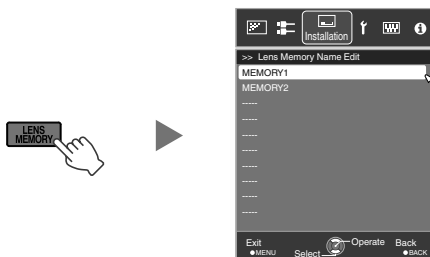 LENS
MEMORY
Installation
>> Lens Memory Name Edit
MEMORY1
MEMORY2
-----
-----
-----
-----
-----
-----
-----
-----
Exit
●MENU
Select
Operate
Back
●BACK